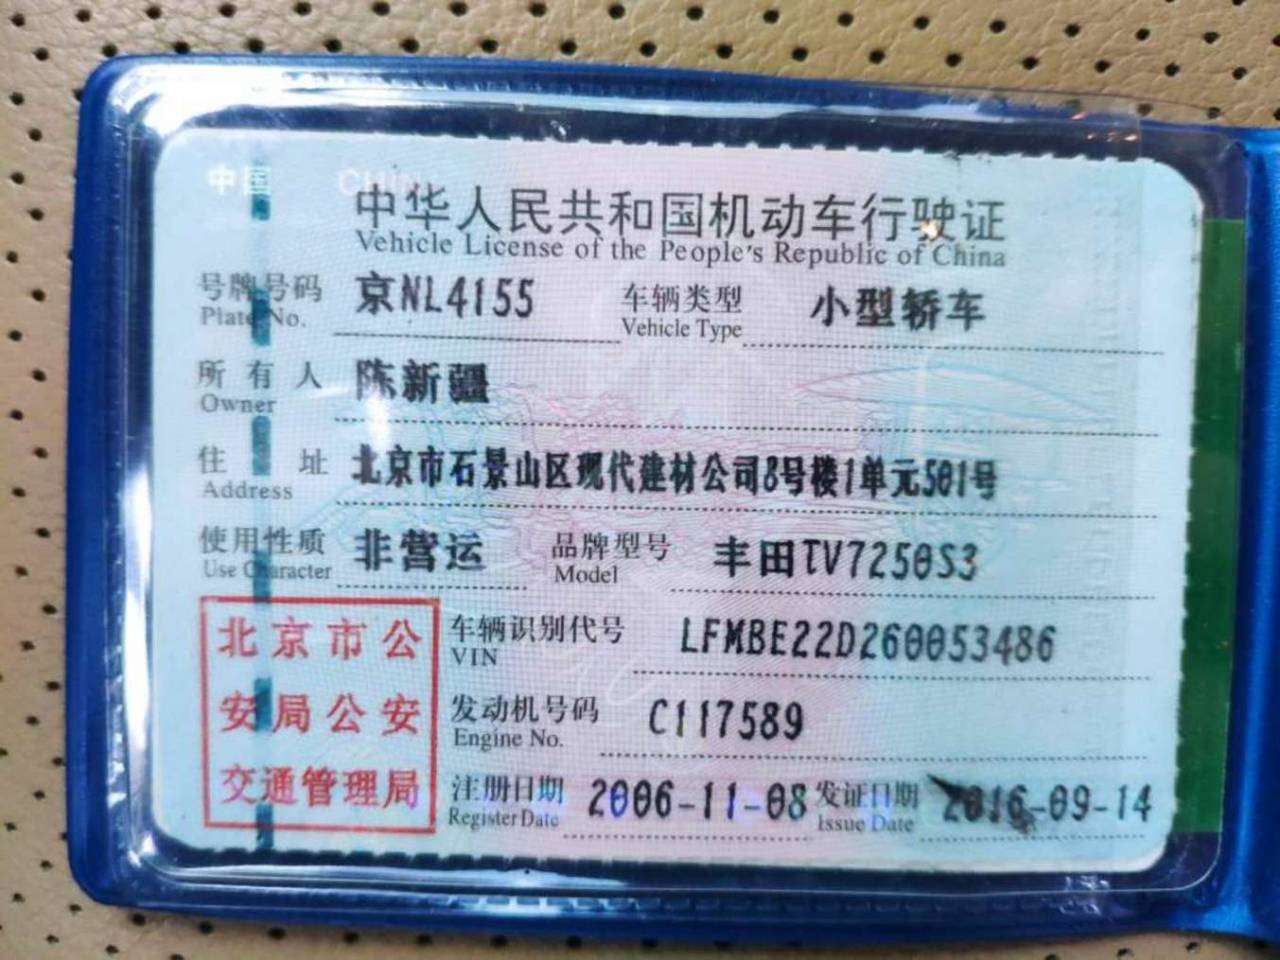 中国 CHINA
中华人民共和国机动车行驶证
Vehicle License of the People's Republic of China
号牌号码 京NL4155 车辆类型 小型轿车
Plate No. Vehicle Type
所有人 陈新疆
Owner
住址 北京市石景山区现代建材公司8号楼1单元501号
Address
使用性质 非营运 品牌型号 丰田TV7250S3
Use Character Model
北京市公
安局公安
交通管理局
车辆识别代号 LFMBE22D260053486
VIN
发动机号码 C117589
Engine No.
注册日期 2006-11-08 发证日期 2016-09-14
Register Date Issue Date